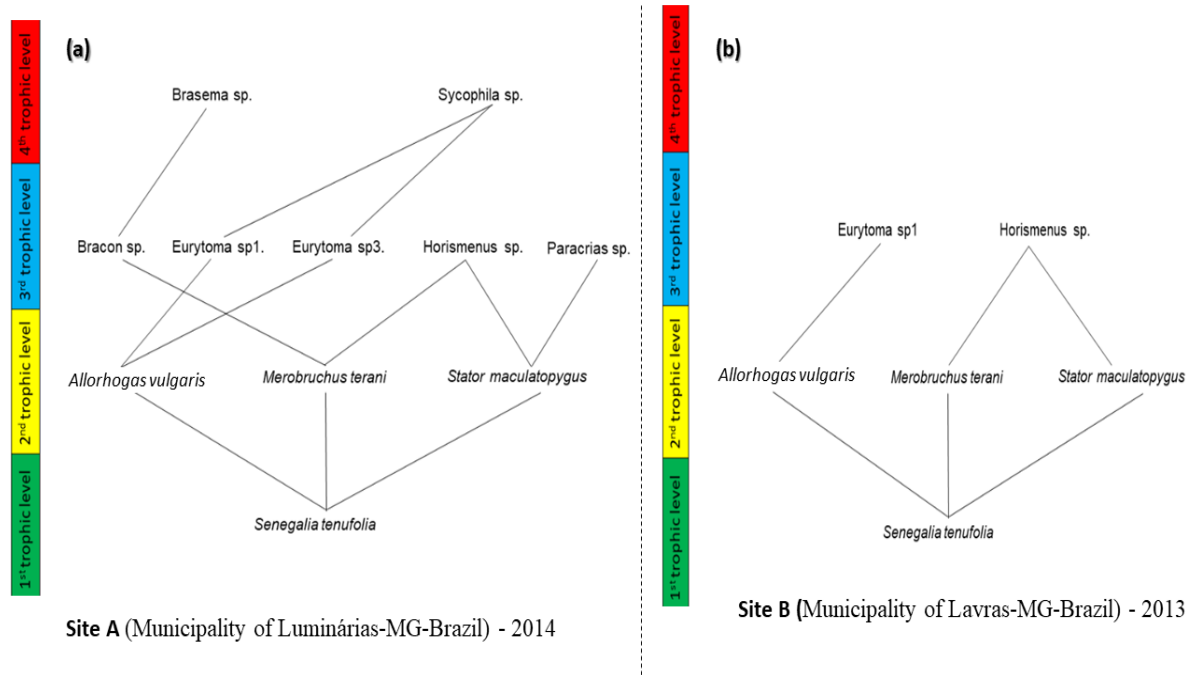 (a)
4th trophic level
Brasema sp.
Sycophila sp.
3rd trophic level
Bracon sp.
Eurytoma sp1.
Eurytoma sp3.
Horismenus sp.
Paracrias sp.
2nd trophic level
Allorhogas vulgaris
Merobruchus terani
Stator maculatopygus
1st trophic level
Senegalia tenufolia
Site A (Municipality of Luminárias-MG-Brazil) - 2014
(b)
4th trophic level
3rd trophic level
Eurytoma sp1
Horismenus sp.
2nd trophic level
Allorhogas vulgaris
Merobruchus terani
Stator maculatopygus
1st trophic level
Senegalia tenufolia
Site B (Municipality of Lavras-MG-Brazil) - 2013